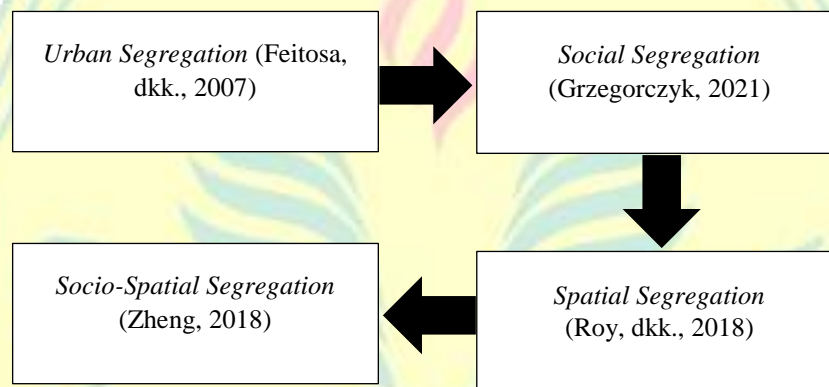 Urban Segregation (Feitosa,
dkk., 2007)
Social Segregation
(Grzegorczyk, 2021)
Spatial Segregation
(Roy, dkk., 2018)
Socio-Spatial Segregation
(Zheng, 2018)